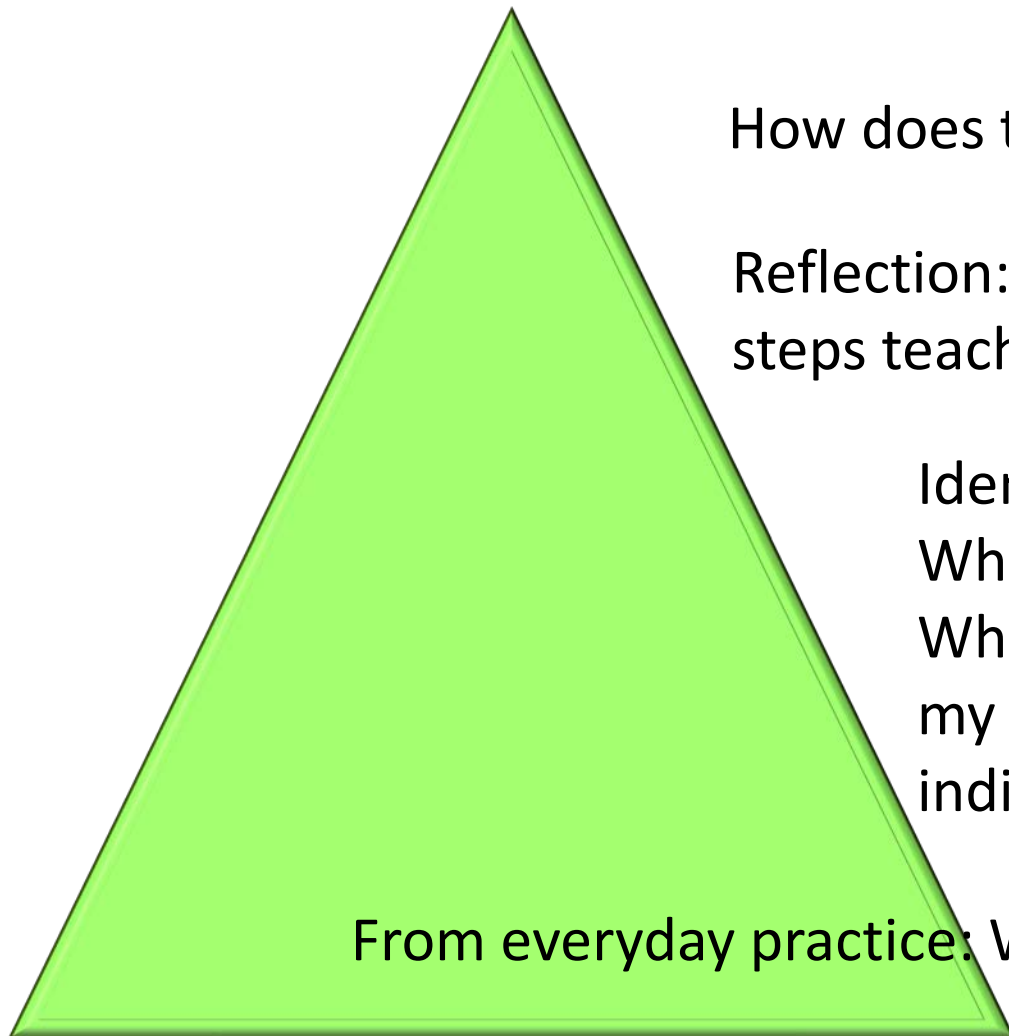 How does t
Reflection:
steps teach
Ide
Wh
Wh
my
indi
From everyday practice: